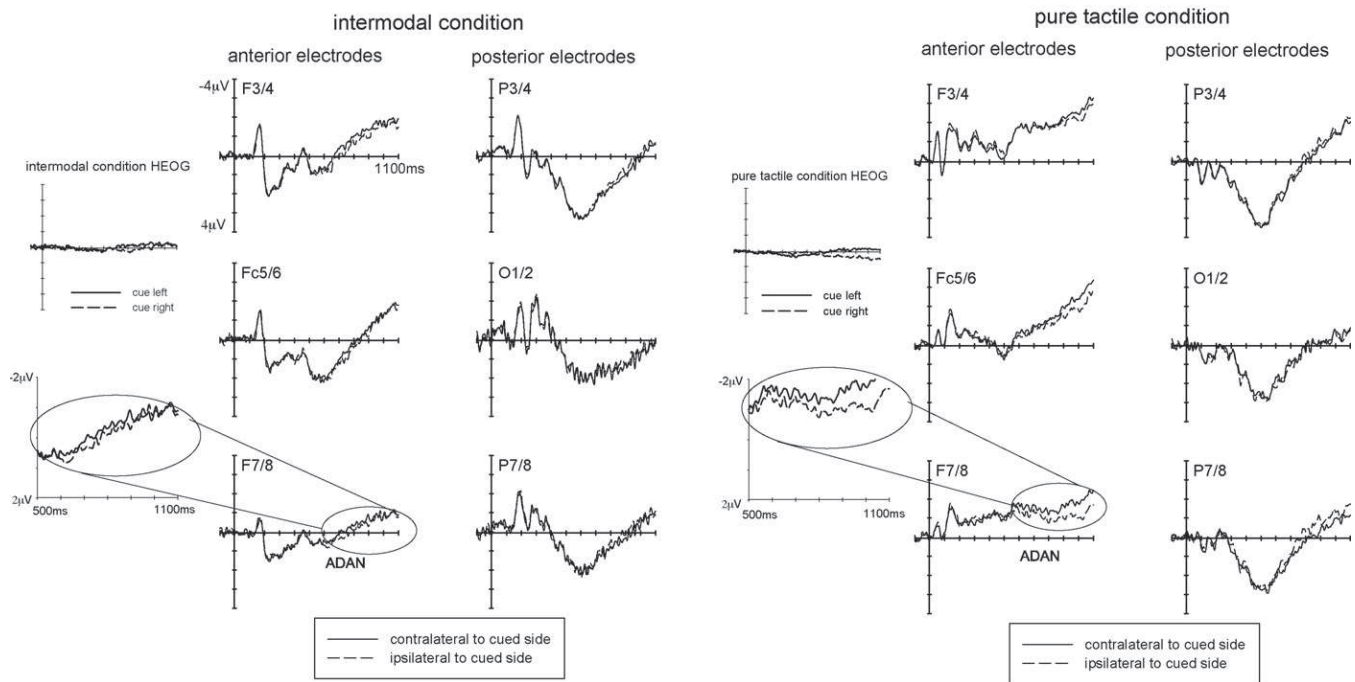 intermodal condition
anterior electrodes
posterior electrodes
-4µV
F3/4
P3/4
1100ms
4µV
intermodal condition HEOG
cue left
cue right
Fc5/6
O1/2
-2µV
2µV
500ms
1100ms
F7/8
P7/8
ADAN
contralateral to cued side
ipsilateral to cued side
pure tactile condition
anterior electrodes
posterior electrodes
F3/4
P3/4
pure tactile condition HEOG
cue left
cue right
Fc5/6
O1/2
-2µV
2µV
500ms
1100ms
F7/8
P7/8
ADAN
contralateral to cued side
ipsilateral to cued side